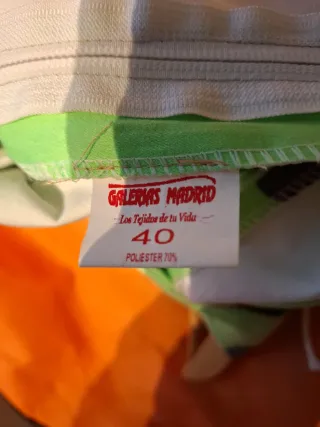 GALERIAS MADRID
Los Tejidos de tu Vida
40
POLIESTER 70%